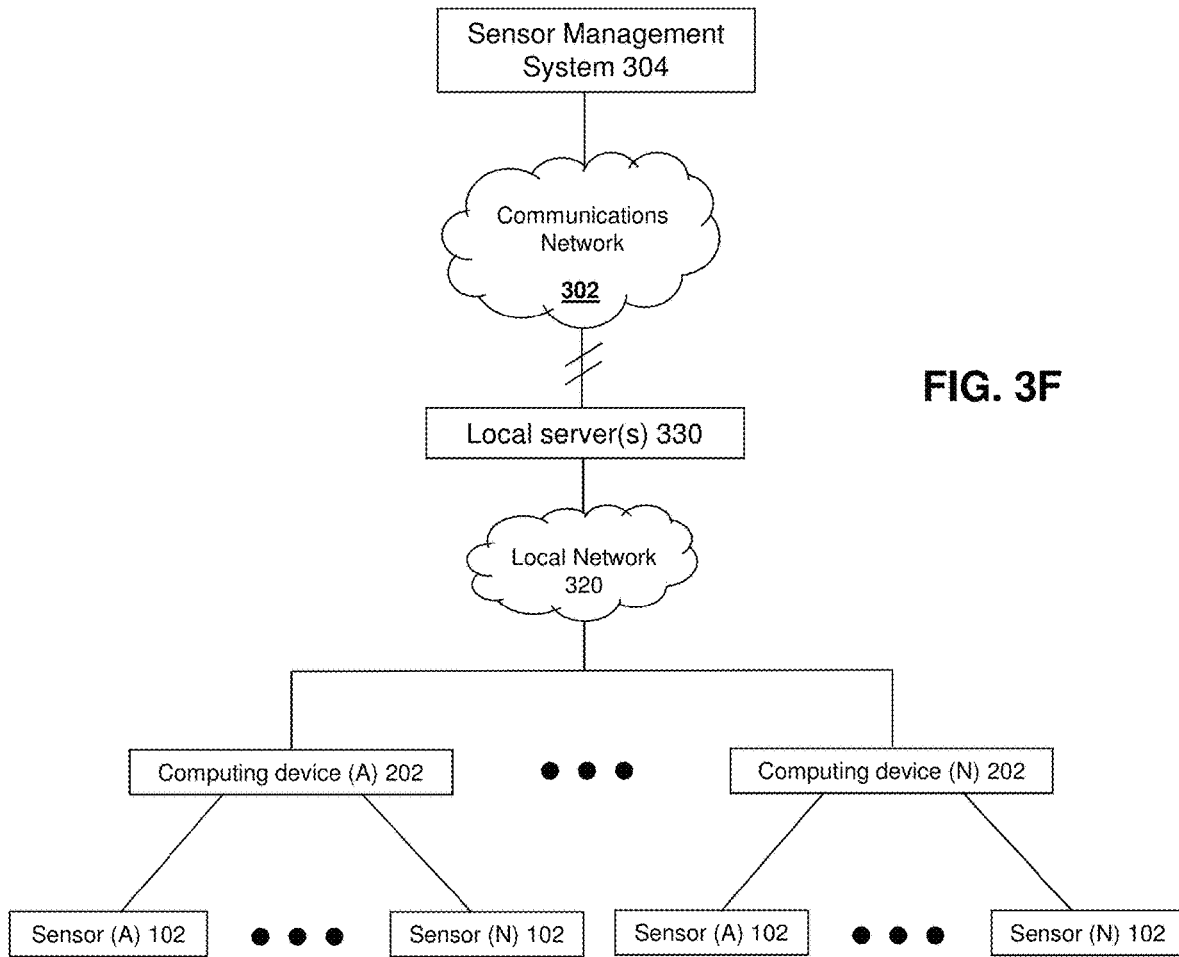 Sensor Management
System 304
Communications
Network
302
FIG. 3F
Local server(s) 330
Local Network
320
Computing device (A) 202
Computing device (N) 202
Sensor (A) 102
Sensor (N) 102
Sensor (A) 102
Sensor (N) 102